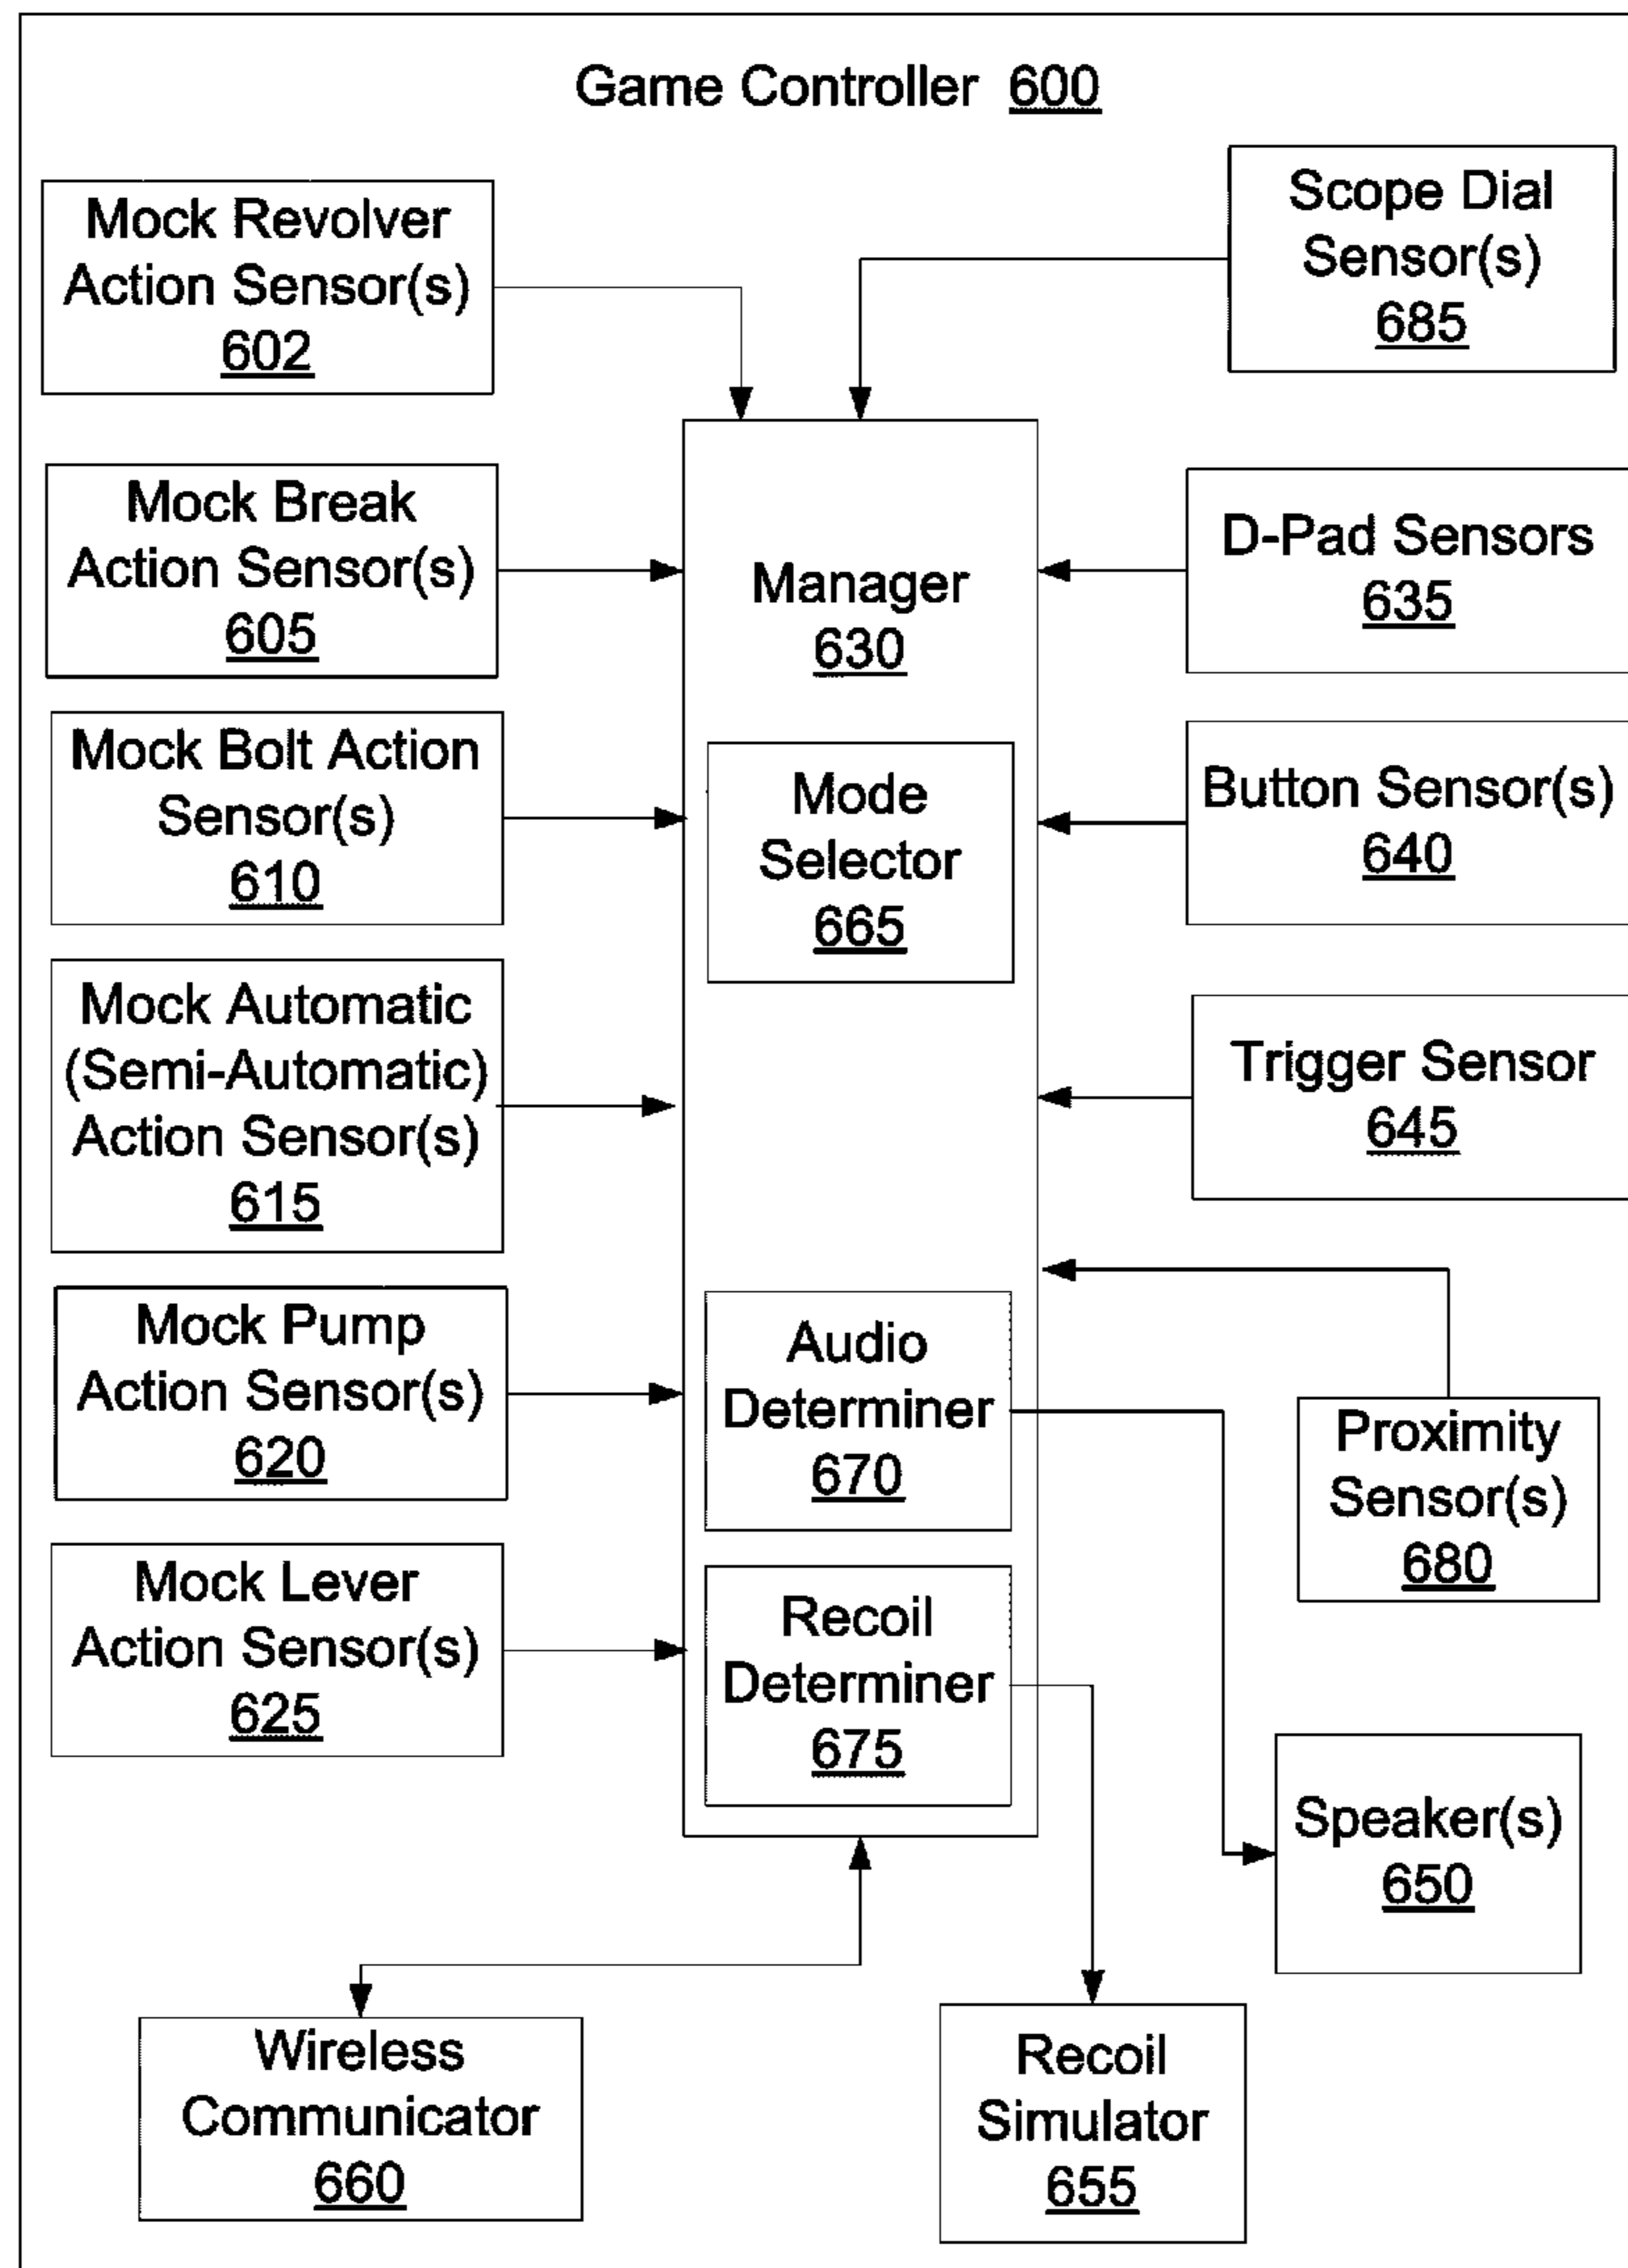 Game Controller 600
Mock Revolver
Action Sensor(s)
602
Scope Dial
Sensor(s)
685
Mock Break
Action Sensor(s)
605
Manager
630
D-Pad Sensors
635
Mock Bolt Action
Sensor(s)
610
Mode
Selector
665
Button Sensor(s)
640
Mock Automatic
(Semi-Automatic)
Action Sensor(s)
615
Trigger Sensor
645
Mock Pump
Action Sensor(s)
620
Audio
Determiner
670
Proximity
Sensor(s)
680
Mock Lever
Action Sensor(s)
625
Recoil
Determiner
675
Speaker(s)
650
Wireless
Communicator
660
Recoil
Simulator
655